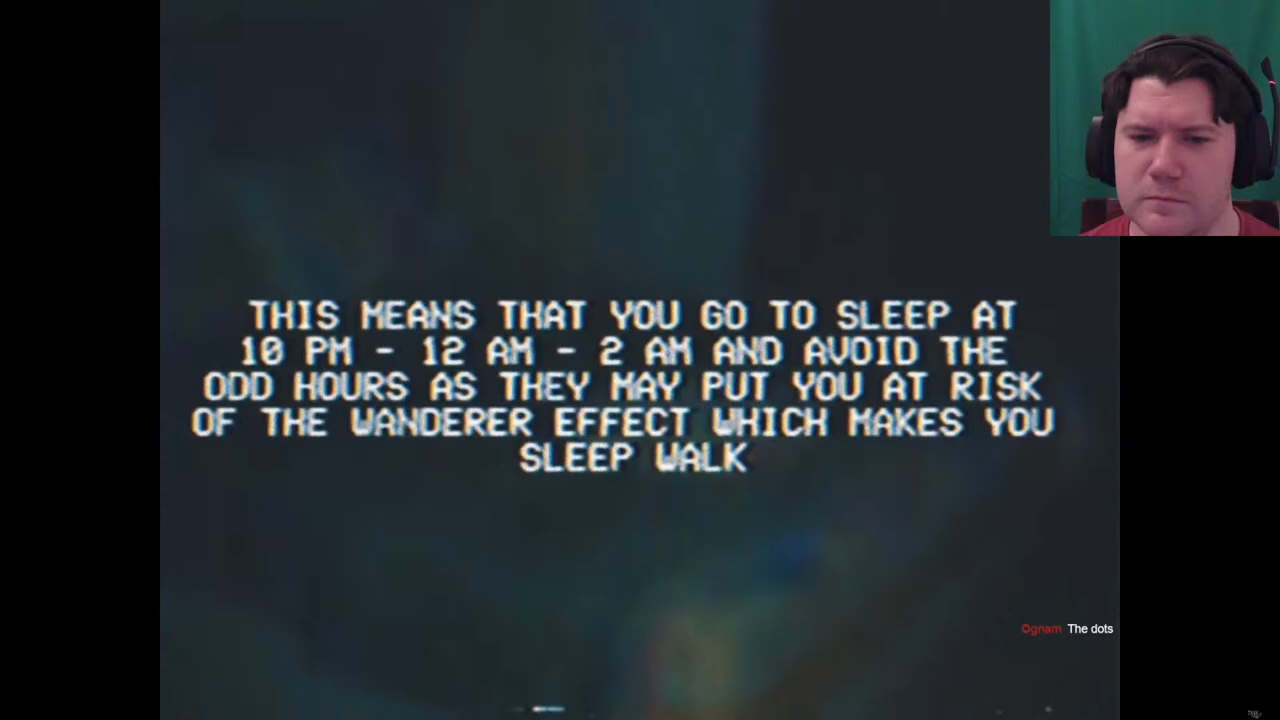 THIS MEANS THAT YOU GO TO SLEEP AT
10 PM - 12 AM - 2 AM AND AVOID THE
ODD HOURS AS THEY MAY PUT YOU AT RISK
OF THE WANDERER EFFECT WHICH MAKES YOU
SLEEP WALK
Ognam The dots